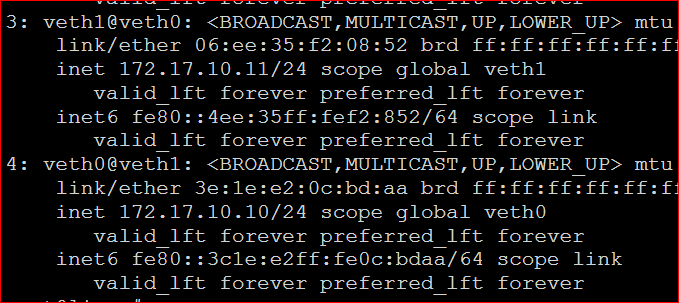 valid_lft forever preferred_lft forever
3: veth1@veth0: <BROADCAST,MULTICAST,UP,LOWER_UP> mtu
link/ether 06:ee:35:f2:08:52 brd ff:ff:ff:ff:ff:ff
inet 172.17.10.11/24 scope global veth1
valid_lft forever preferred_lft forever
inet6 fe80::4ee:35ff:fef2:852/64 scope link
valid_lft forever preferred_lft forever
4: veth0@veth1: <BROADCAST,MULTICAST,UP,LOWER_UP> mtu
link/ether 3e:1e:e2:0c:bd:aa brd ff:ff:ff:ff:ff:ff
inet 172.17.10.10/24 scope global veth0
valid_lft forever preferred_lft forever
inet6 fe80::3c1e:e2ff:fe0c:bdaa/64 scope link
valid_lft forever preferred_lft forever